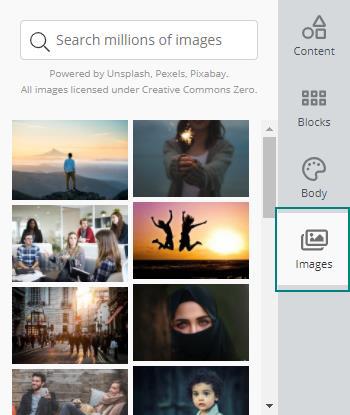 Search millions of images
Powered by Unsplash, Pexels, Pixabay.
All images licensed under Creative Commons Zero.
Content
Blocks
Body
Images